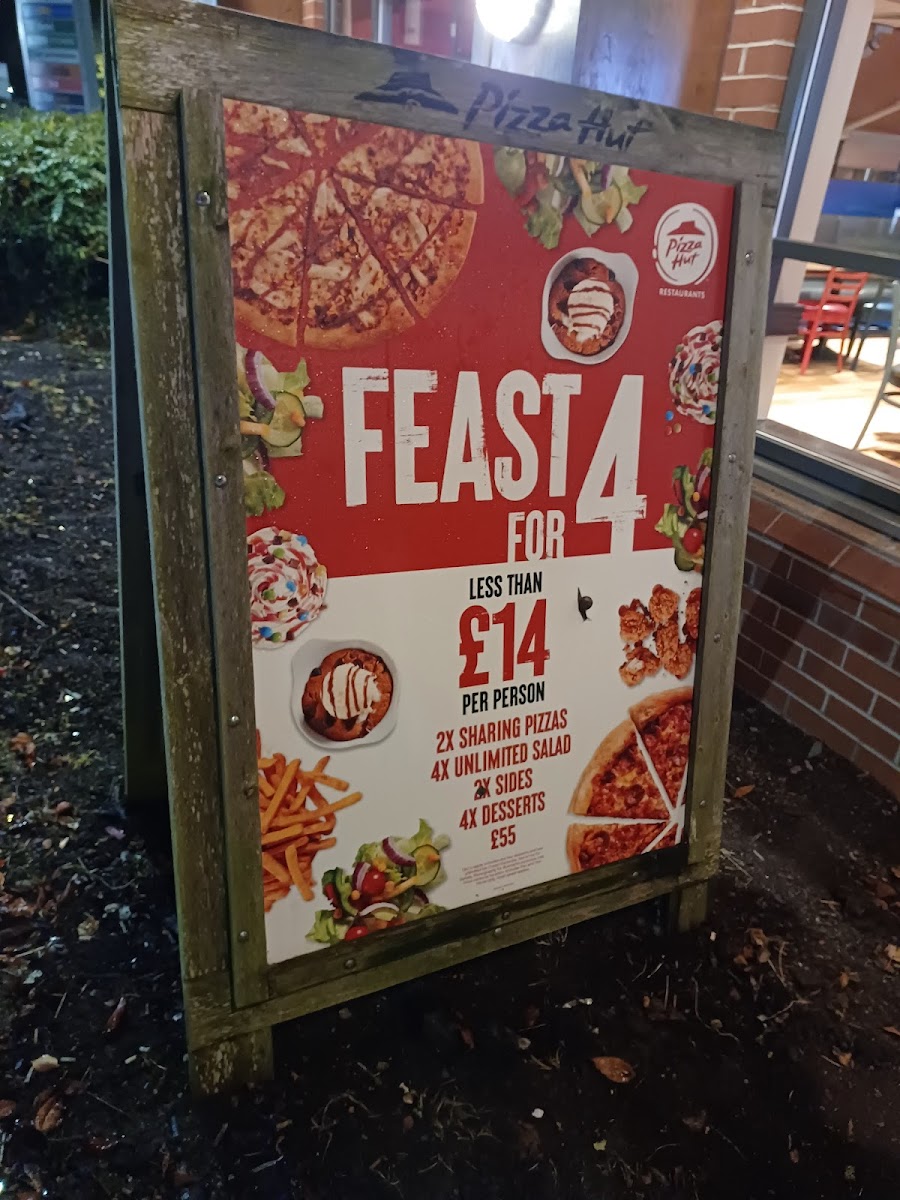 Pizza Hut
Pizza
Hut
RESTAURANTS
FEAST
FOR 4
LESS THAN
£14
PER PERSON
2X SHARING PIZZAS
4X UNLIMITED SALAD
2X SIDES
4X DESSERTS
£55